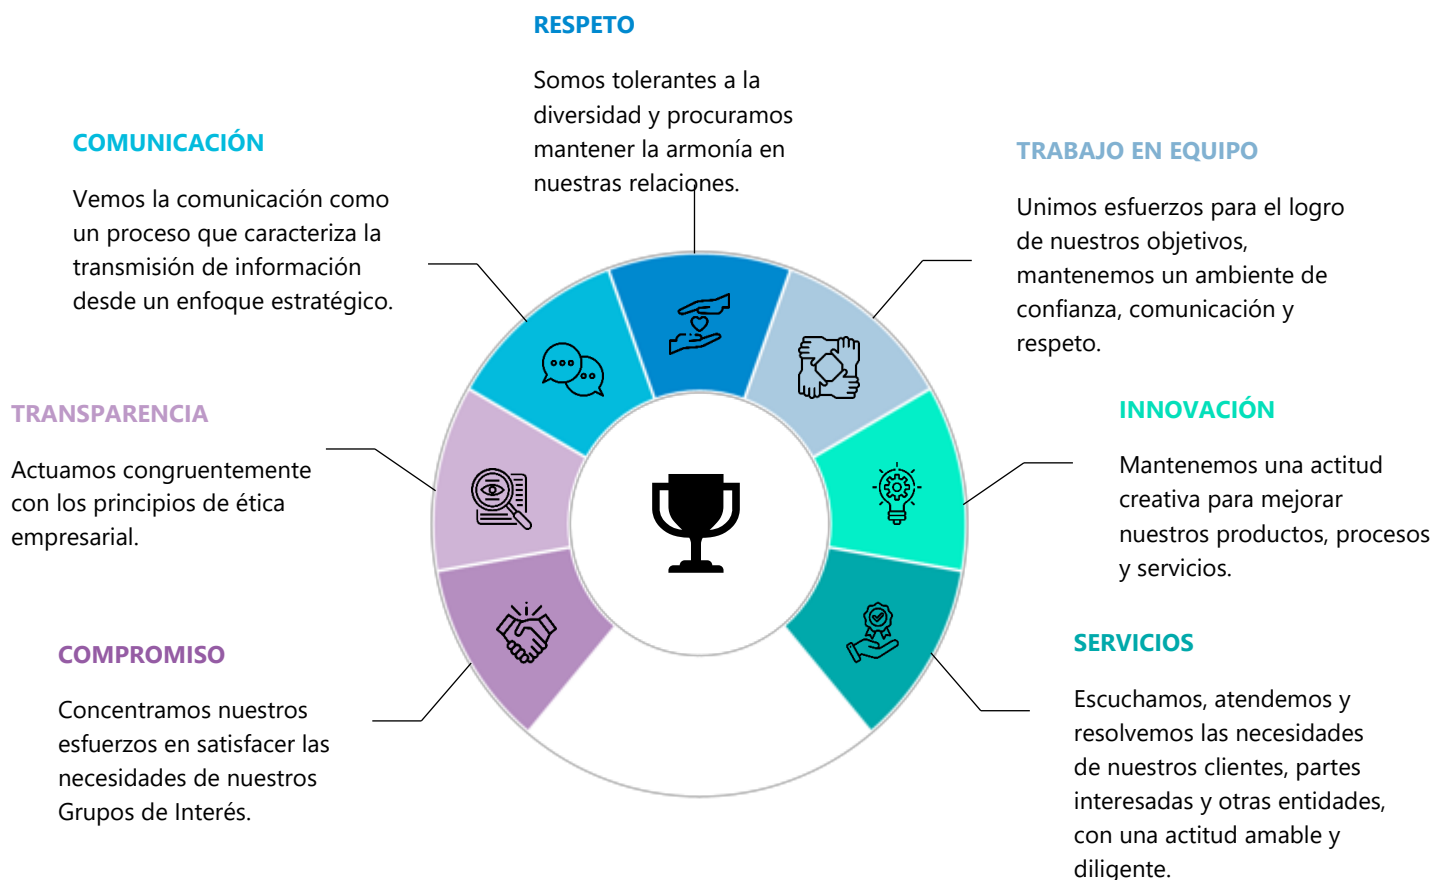 RESPETO
Somos tolerantes a la
diversidad y procuramos
mantener la armonía en
nuestras relaciones.
COMUNICACIÓN
Vemos la comunicación como
un proceso que caracteriza la
transmisión de información
desde un enfoque estratégico.
TRABAJO EN EQUIPO
Unimos esfuerzos para el logro
de nuestros objetivos,
mantenemos un ambiente de
confianza, comunicación y
respeto.
TRANSPARENCIA
Actuamos congruentemente
con los principios de ética
empresarial.
INNOVACIÓN
Mantenemos una actitud
creativa para mejorar
nuestros productos, procesos
y servicios.
COMPROMISO
Concentramos nuestros
esfuerzos en satisfacer las
necesidades de nuestros
Grupos de Interés.
SERVICIOS
Escuchamos, atendemos y
resolvemos las necesidades
de nuestros clientes, partes
interesadas y otras entidades,
con una actitud amable y
diligente.